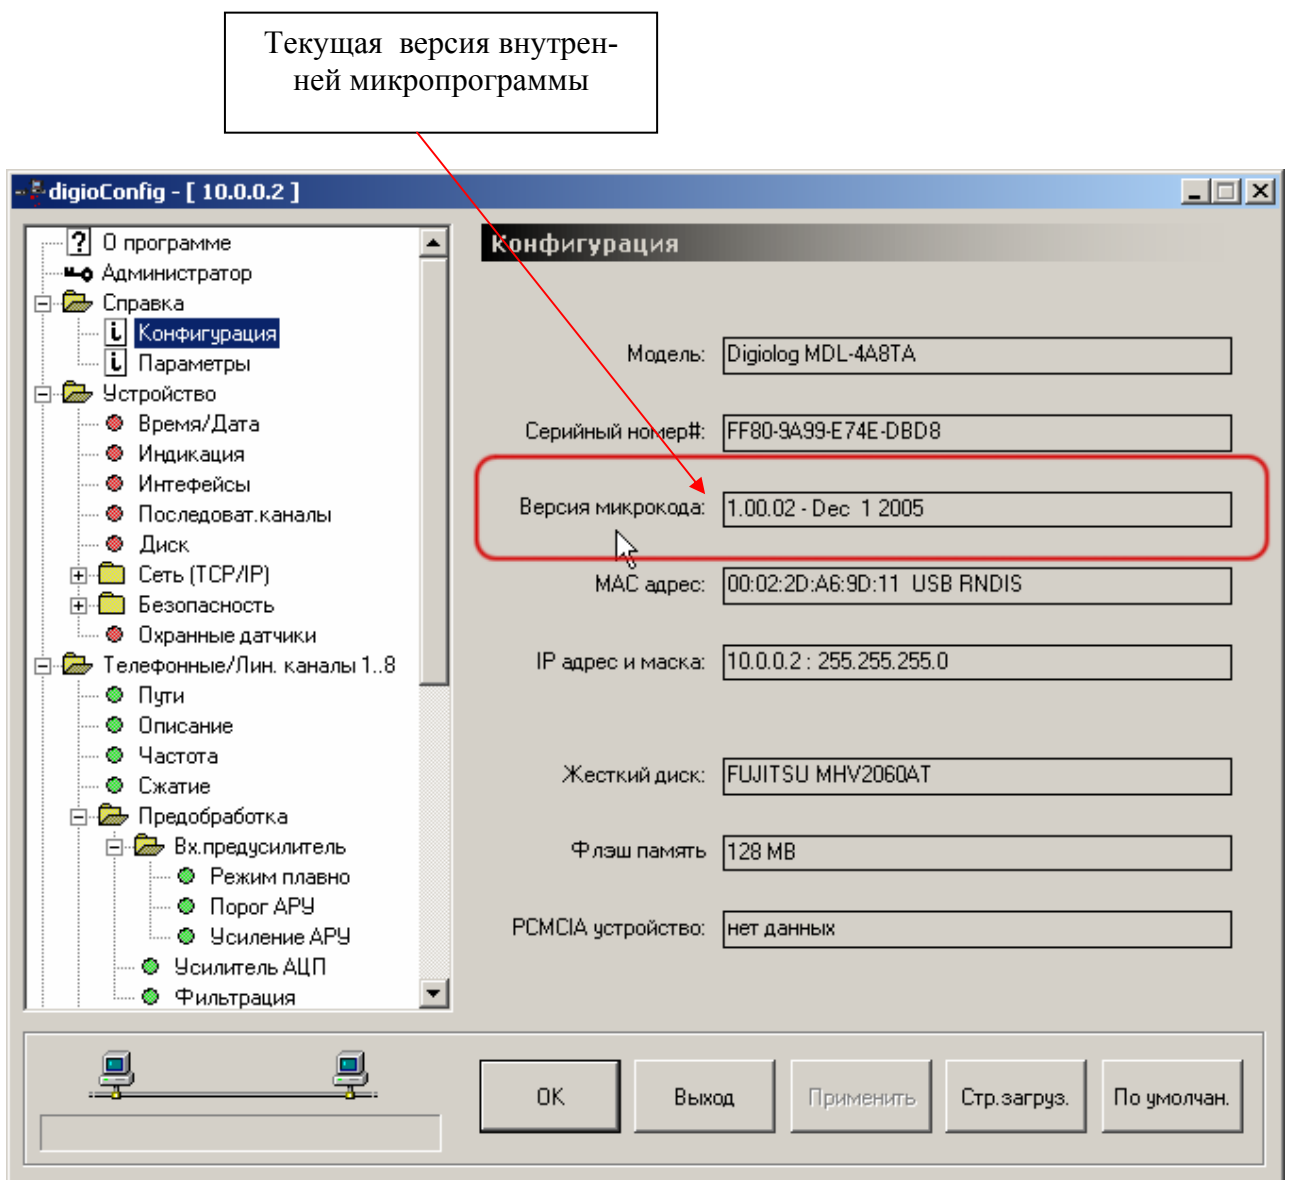 Текущая версия внутрен-
ней микропрограммы
digioConfig - [ 10.0.0.2 ]
О программе
Администратор
Справка
Конфигурация
Параметры
Устройство
Время/Дата
Индикация
Интефейсы
Последоват.каналы
Диск
Сеть (TCP/IP)
Безопасность
Охранные датчики
Телефонные/Лин. каналы 1..8
Пути
Описание
Частота
Сжатие
Предобработка
Вх.предусилитель
Режим плавно
Порог АРУ
Усиление АРУ
Усилитель АЦП
Фильтрация
Конфигурация
Модель: Digiolog MDL-4A8TA
Серийный номер#: FF80-9A99-E74E-DBD8
Версия микрокода: 1.00.02 - Dec 1 2005
MAC адрес: 00:02:2D:A6:9D:11 USB RNDIS
IP адрес и маска: 10.0.0.2 : 255.255.255.0
Жесткий диск: FUJITSU MHV2060AT
Флэш память 128 MB
PCMCIA устройство: нет данных
OK
Выход
Применить
Стр.загруз.
По умолчан.